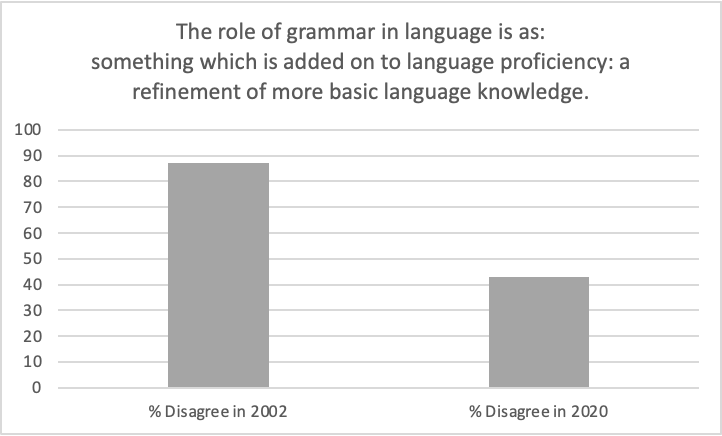 The role of grammar in language is as:
something which is added on to language proficiency: a
refinement of more basic language knowledge.
100
90
80
70
60
50
40
30
20
10
0
% Disagree in 2002
% Disagree in 2020